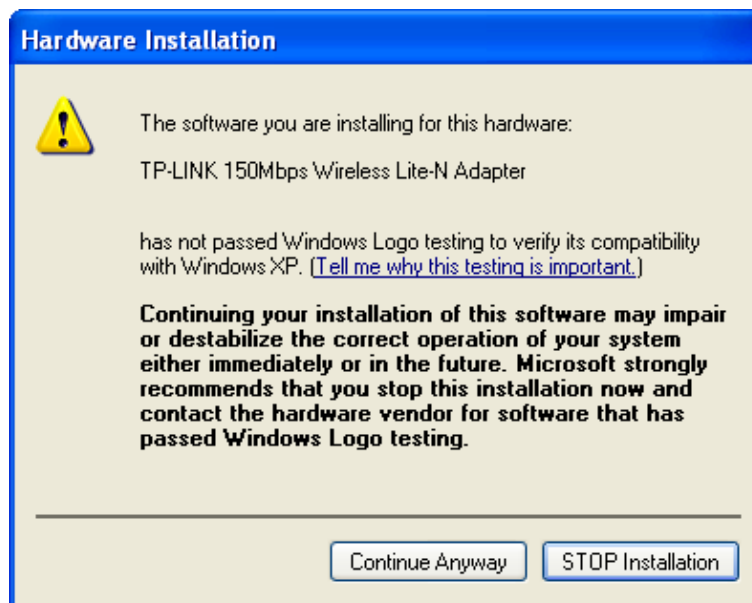 Hardware Installation
The software you are installing for this hardware:
TP-LINK 150Mbps Wireless Lite-N Adapter
has not passed Windows Logo testing to verify its compatibility
with Windows XP. (Tell me why this testing is important.)
Continuing your installation of this software may impair
or destabilize the correct operation of your system
either immediately or in the future. Microsoft strongly
recommends that you stop this installation now and
contact the hardware vendor for software that has
passed Windows Logo testing.
Continue Anyway
STOP Installation